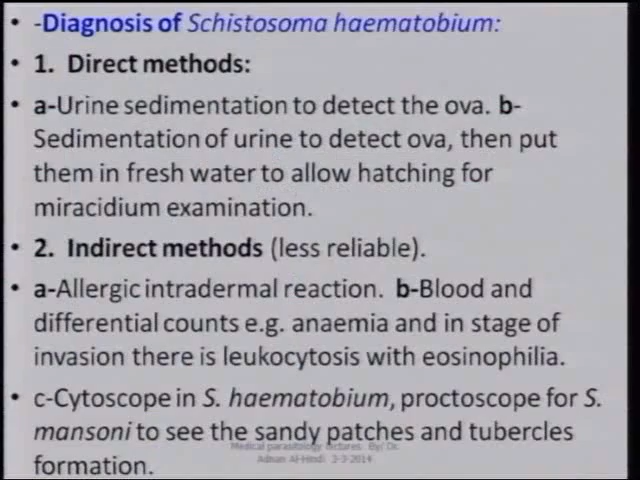 • -Diagnosis of Schistosoma haematobium:
• 1. Direct methods:
• a-Urine sedimentation to detect the ova. b-
Sedimentation of urine to detect ova, then put
them in fresh water to allow hatching for
miracidium examination.
• 2. Indirect methods (less reliable).
• a-Allergic intradermal reaction. b-Blood and
differential counts e.g. anaemia and in stage of
invasion there is leukocytosis with eosinophilia.
• c-Cytoscope in S. haematobium, proctoscope for S.
mansoni to see the sandy patches and tubercles
formation.
Medical parasitology lectures By/ Dr.
Adnan Al-Hindi 3-3-2014